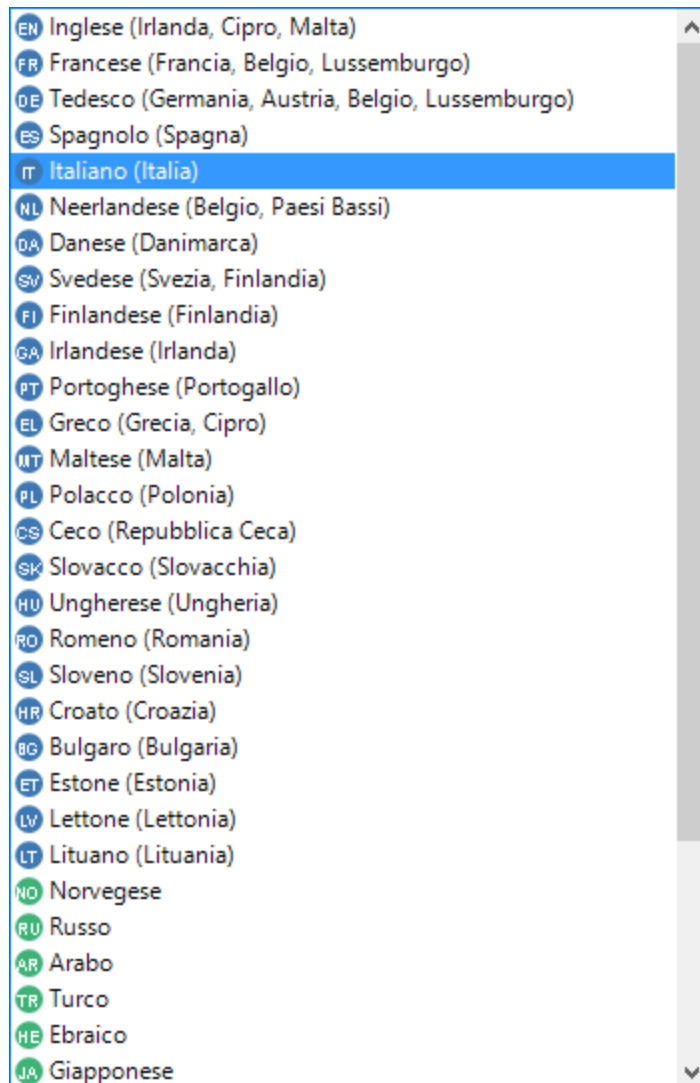 EN Inglese (Irlanda, Cipro, Malta)
FR Francese (Francia, Belgio, Lussemburgo)
DE Tedesco (Germania, Austria, Belgio, Lussemburgo)
ES Spagnolo (Spagna)
IT Italiano (Italia)
NL Neerlandese (Belgio, Paesi Bassi)
DA Danese (Danimarca)
SV Svedese (Svezia, Finlandia)
FI Finlandese (Finlandia)
GA Irlandese (Irlanda)
PT Portoghese (Portogallo)
EL Greco (Grecia, Cipro)
MT Maltese (Malta)
PL Polacco (Polonia)
CS Ceco (Repubblica Ceca)
SK Slovacco (Slovacchia)
HU Ungherese (Ungheria)
RO Romeno (Romania)
SL Sloveno (Slovenia)
HR Croato (Croazia)
BG Bulgaro (Bulgaria)
ET Estone (Estonia)
LV Lettone (Lettonia)
LT Lituano (Lituania)
NO Norvegese
RU Russo
AR Arabo
TR Turco
HE Ebraico
JA Giapponese